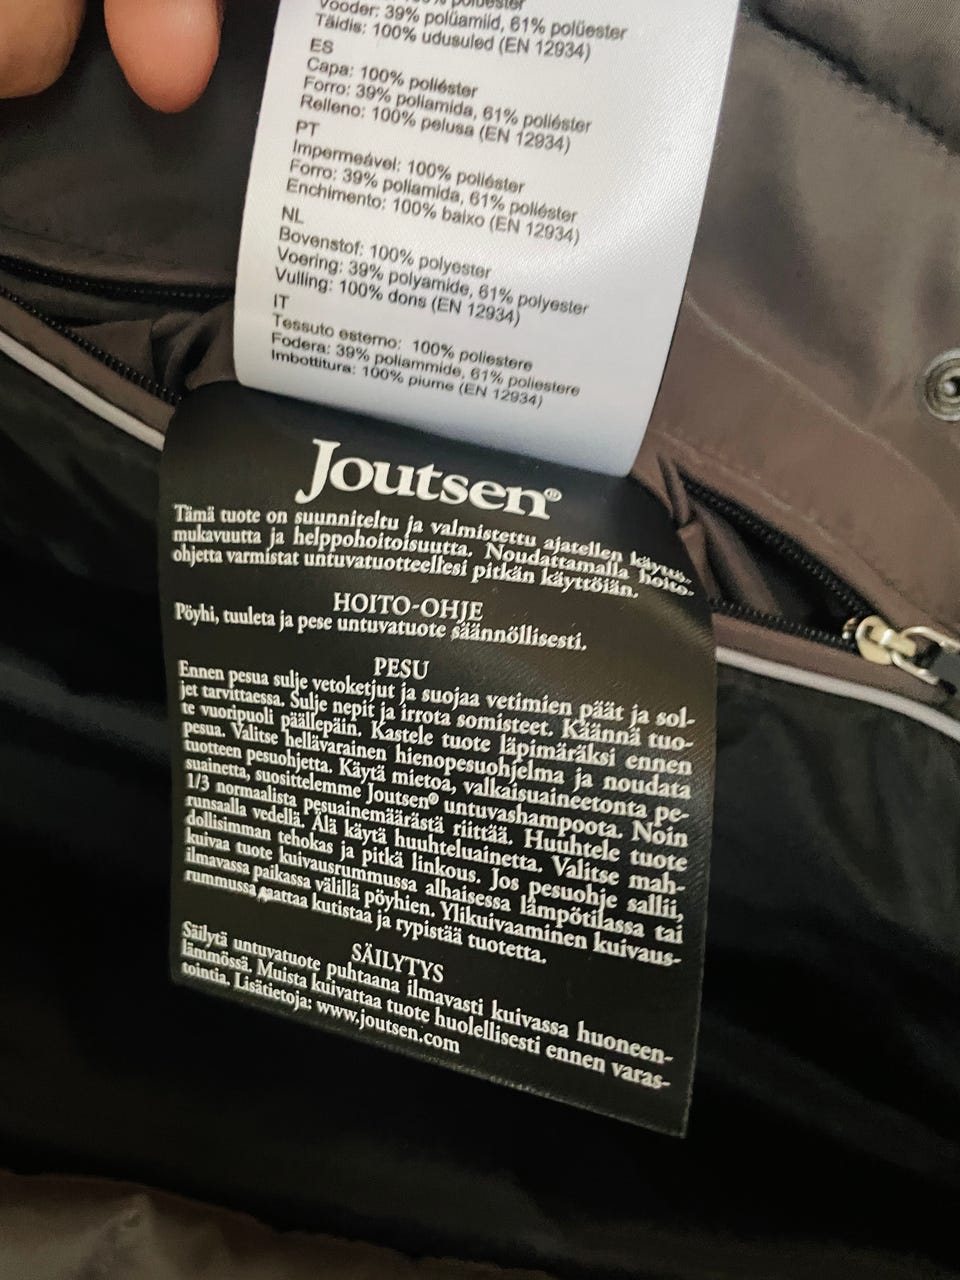 100% polüester
Vooder: 39% polüamiid, 61% polüester
Täidis: 100% udusuled (EN 12934)
ES
Capa: 100% poliéster
Forro: 39% poliamida, 61% poliéster
Relleno: 100% pelusa (EN 12934)
PT
Impermeável: 100% poliéster
Forro: 39% poliamida, 61% poliéster
Enchimento: 100% baixo (EN 12934)
NL
Bovenstof: 100% polyester
Voering: 39% polyamide, 61% polyester
Vulling: 100% dons (EN 12934)
IT
Tessuto esterno: 100% poliestere
Fodera: 39% poliammide, 61% poliestere
Imbottitura: 100% piume (EN 12934)
Joutsen®
Tämä tuote on suunniteltu ja valmistettu ajatellen käyttö-
mukavuutta ja helppohoitoisuutta. Noudattamalla hoito-
ohjetta varmistat untuvatuotteellesi pitkän käyttöiän.
HOITO-OHJE
Pöyhi, tuuleta ja pese untuvatuote säännöllisesti.
PESU
Ennen pesua sulje vetoketjut ja suojaa vetimien päät ja sol-
jet tarvittaessa. Sulje nepit ja irrota somisteet. Käännä tuo-
te vuoripuoli päällepäin. Kastele tuote läpimäräksi ennen
pesua. Valitse hellävarainen hienopesuohjelma ja noudata
tuotteen pesuohjetta. Käytä mietoa, valkaisuaineetonta pe-
suainetta, suosittelemme Joutsen® untuvashampoota. Noin
1/3 normaalista pesuainemäärästä riittää. Huuhtele tuote
runsaalla vedellä. Älä käytä huuhteluainetta. Valitse mah-
dollisimman tehokas ja pitkä linkous. Jos pesuohje sallii,
kuivaa tuote kuivausrummussa alhaisessa lämpötilassa tai
ilmavassa paikassa välillä pöyhien. Ylikuivaaminen kuivaus-
rummussa saattaa kutistaa ja rypistää tuotetta.
SÄILYTYS
Säilytä untuvatuote puhtaana ilmavasti kuivassa huoneen-
lämmössä. Muista kuivattaa tuote huolellisesti ennen varas-
tointia. Lisätietoja: www.joutsen.com